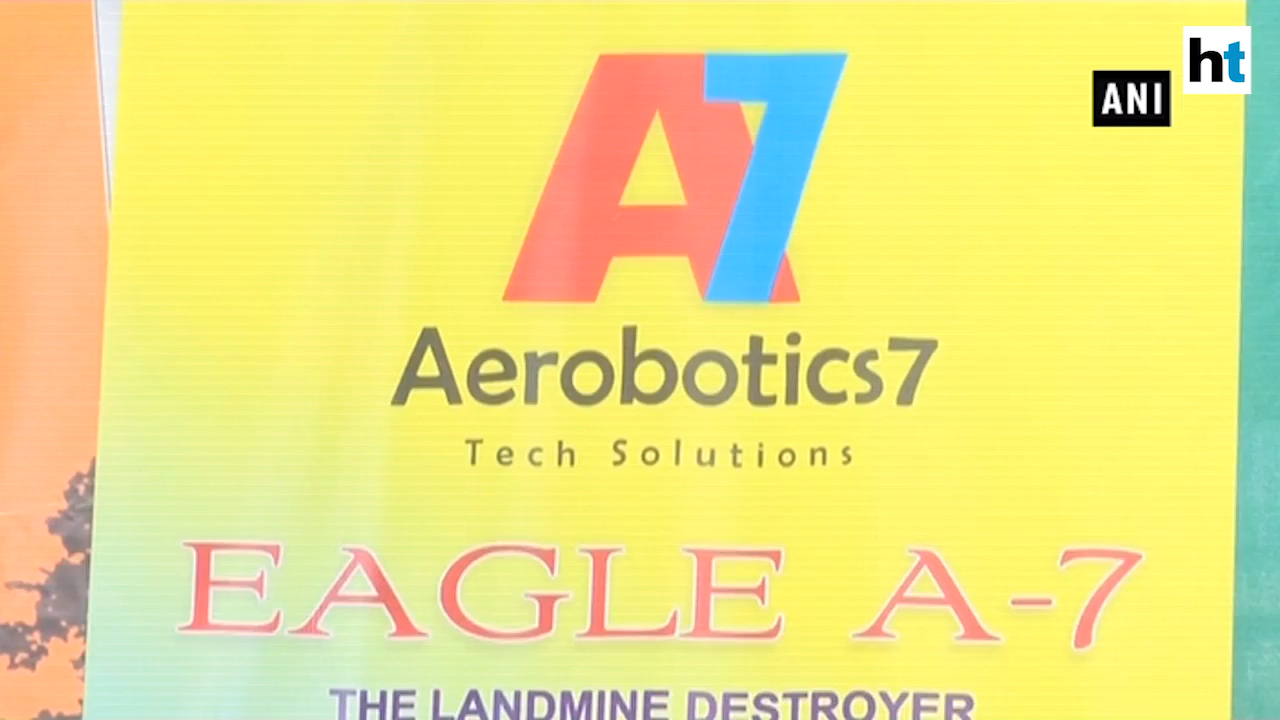 ht
ANI
A7
Aerobotics7
Tech Solutions
EAGLE A-7
THE LANDMINE DESTROYER